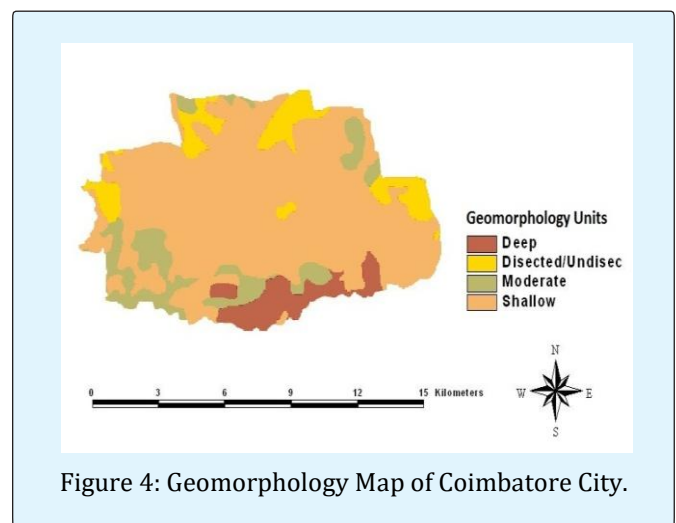 Geomorphology Units
Deep
Disected/Undisec
Moderate
Shallow
0 3 6 9 12 15 Kilometers
N
W E
S
Figure 4: Geomorphology Map of Coimbatore City.